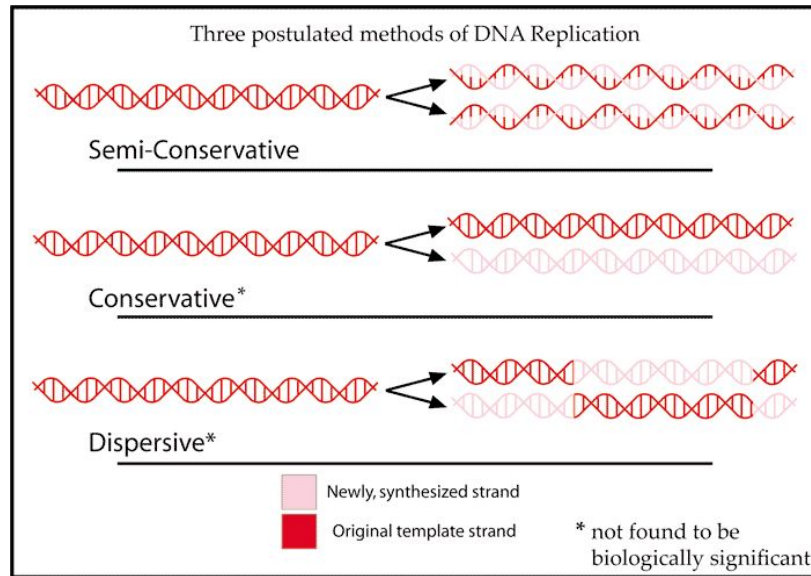 Three postulated methods of DNA Replication
Semi-Conservative
Conservative*
Dispersive*
Newly, synthesized strand
Original template strand
* not found to be
biologically significant